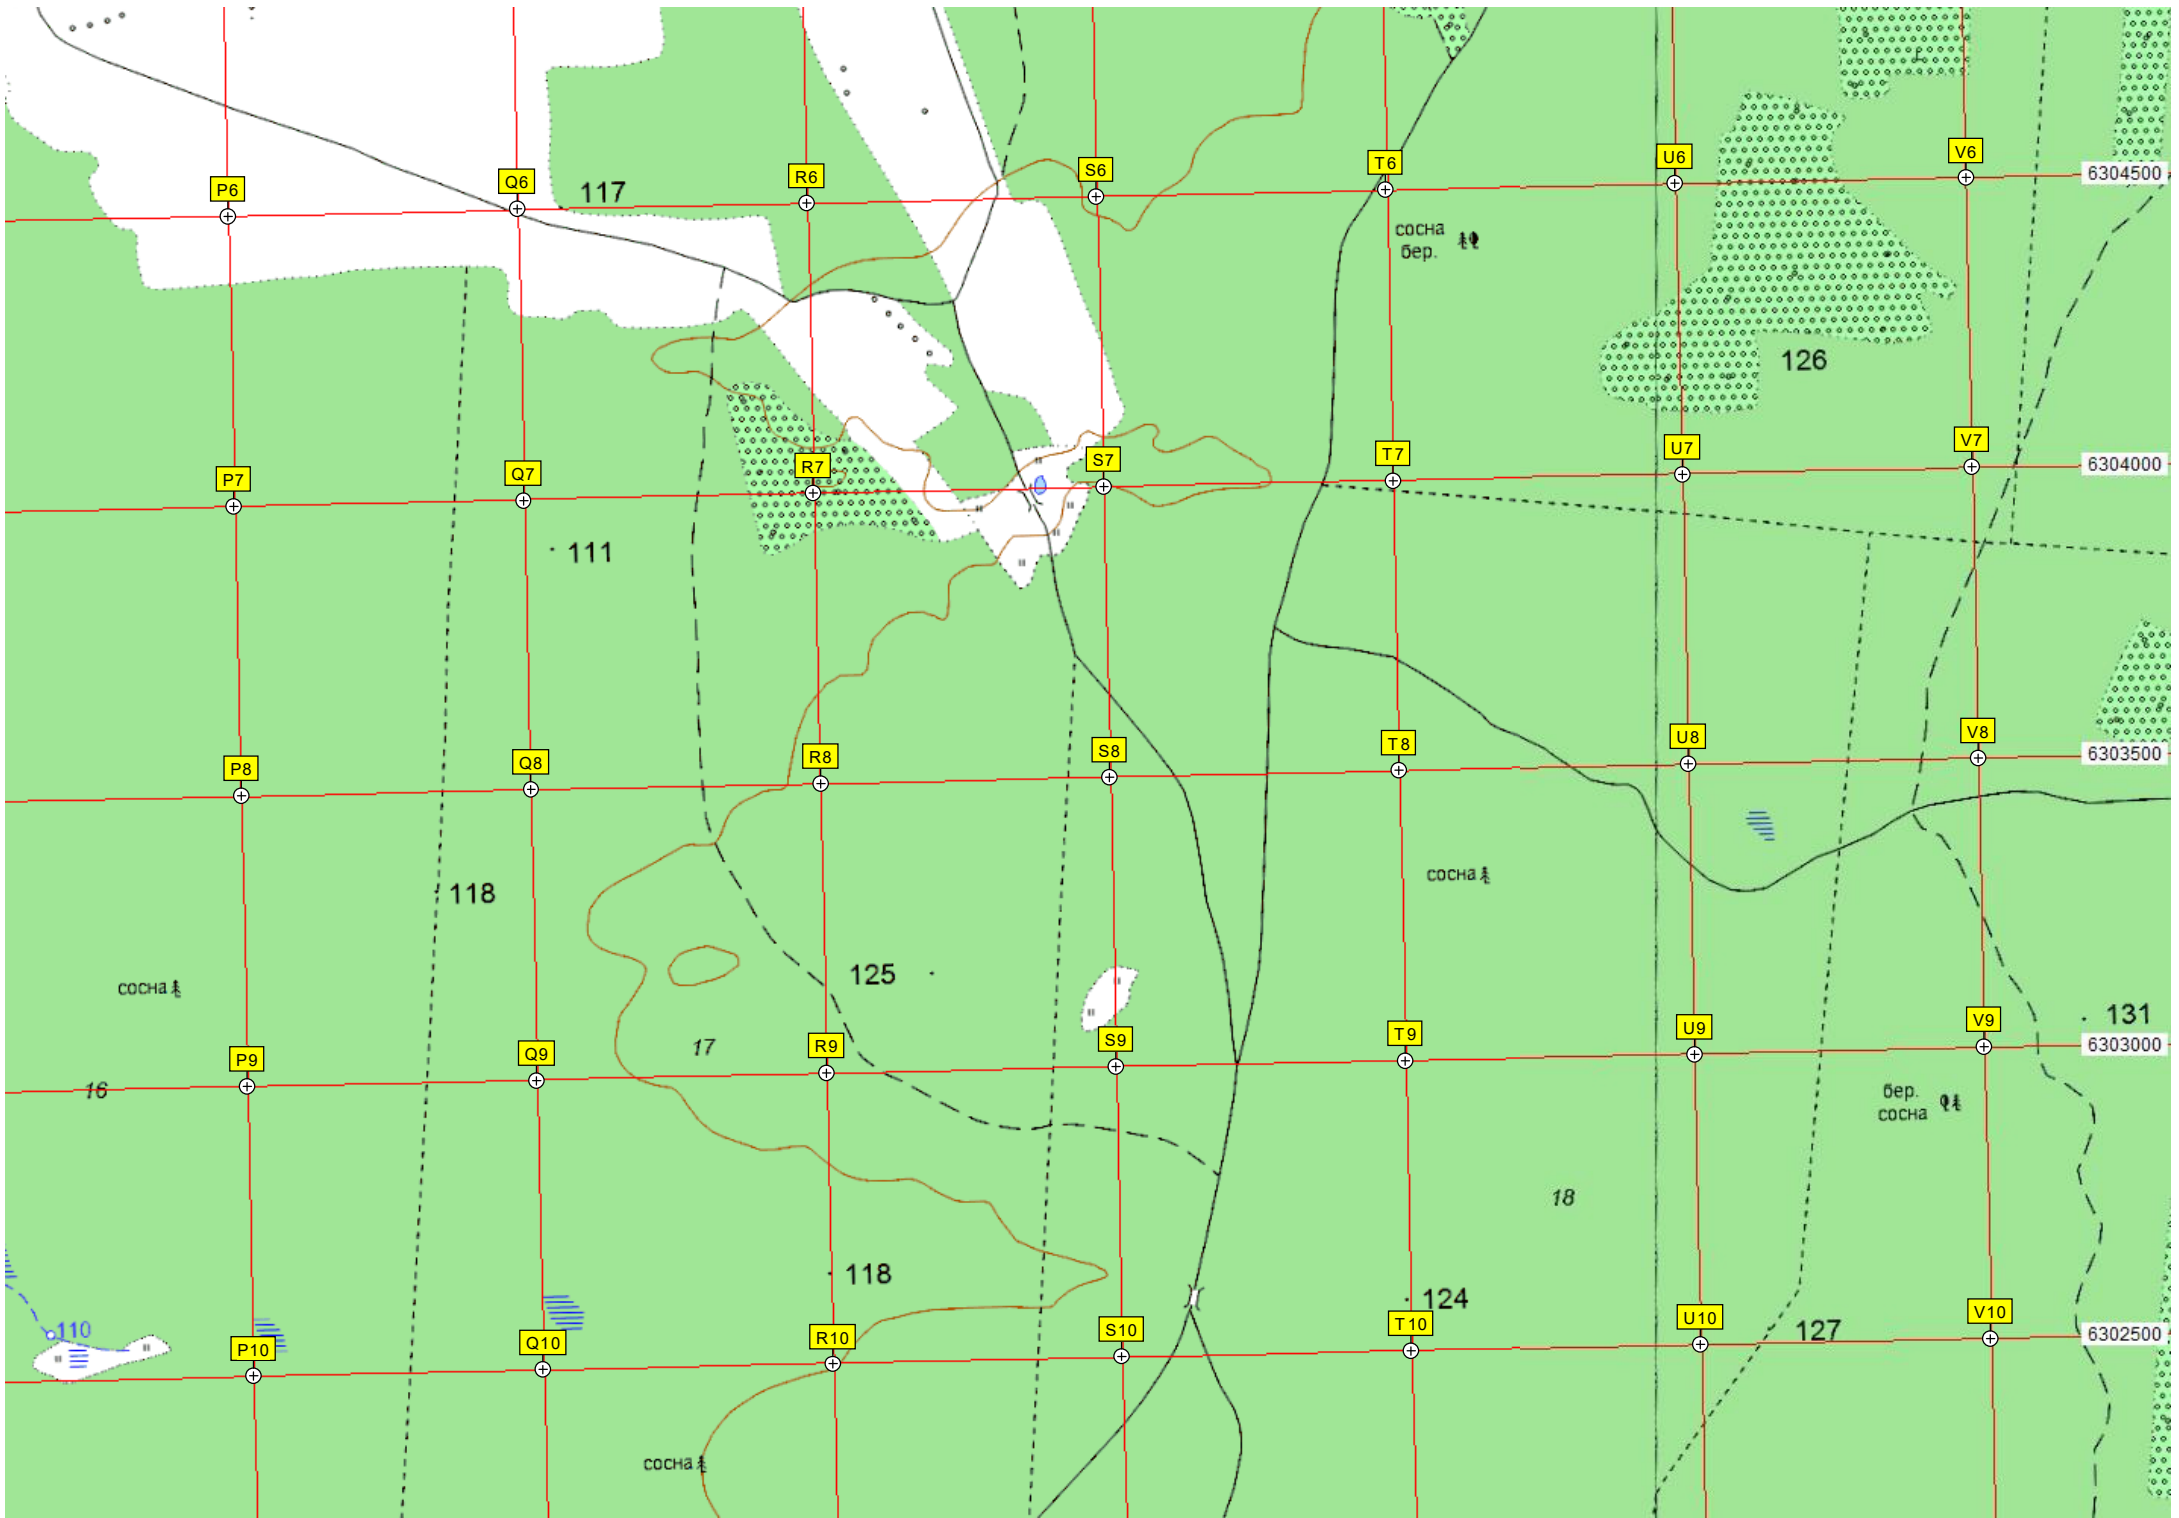 V6
U6
T6
S6
R6
Q6
P6
6304500
117
сосна
бер.
126
V7
U7
T7
S7
R7
Q7
P7
6304000
111
V8
U8
T8
S8
R8
Q8
P8
6303500
118
сосна
125
сосна
131
V9
U9
T9
S9
R9
Q9
P9
6303000
17
16
бер.
сосна
18
118
124
127
110
V10
U10
T10
S10
R10
Q10
P10
6302500
сосна